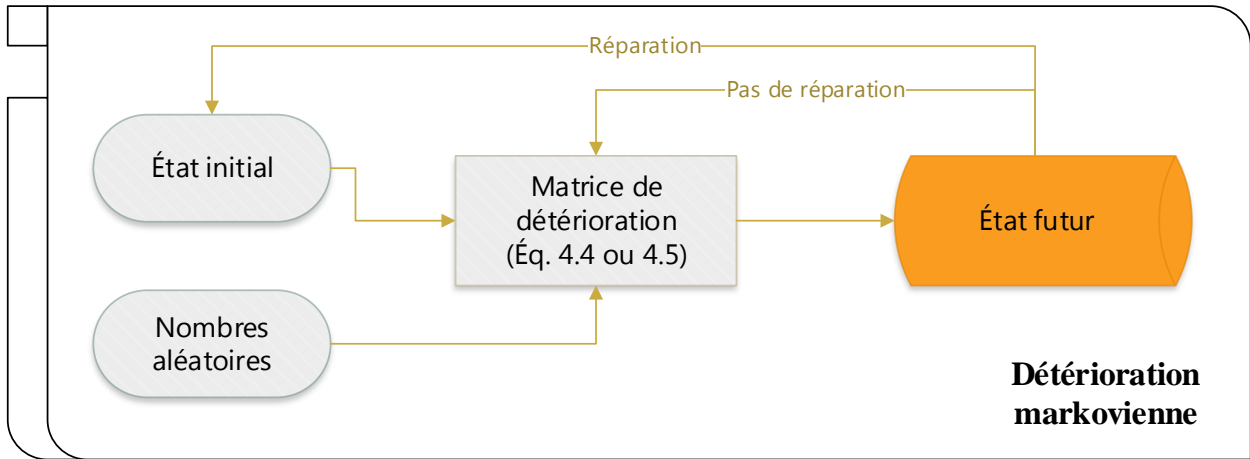 Réparation
Pas de réparation
État initial
Matrice de
détérioration
(Éq. 4.4 ou 4.5)
État futur
Nombres
aléatoires
Détérioration
markovienne